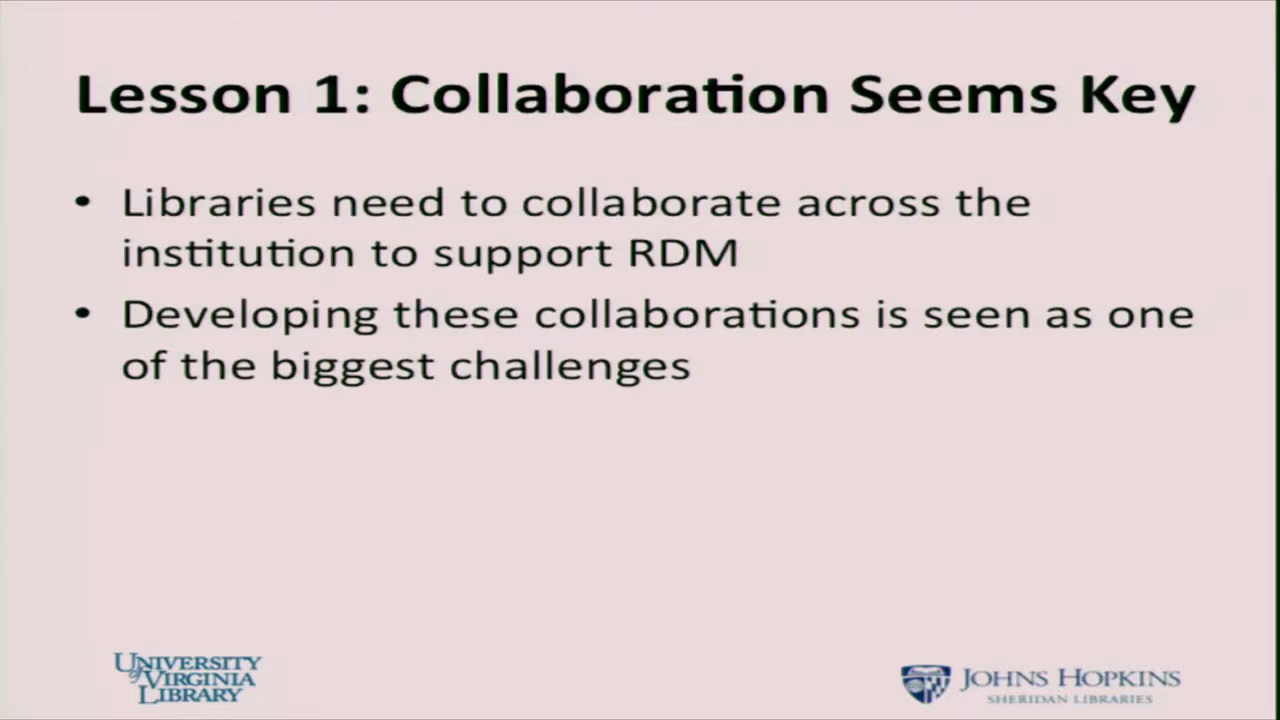 Lesson 1: Collaboration Seems Key
• Libraries need to collaborate across the
institution to support RDM
• Developing these collaborations is seen as one
of the biggest challenges
UNIVERSITY
of VIRGINIA
LIBRARY
JOHNS HOPKINS
SHERIDAN LIBRARIES